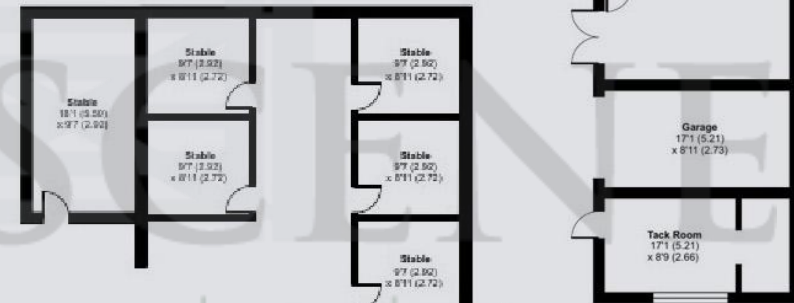 Stable
18'1 (5.50)
x 9'7 (2.92)
Stable
9'7 (2.92)
x 8'11 (2.72)
Stable
9'7 (2.92)
x 8'11 (2.72)
Stable
9'7 (2.92)
x 8'11 (2.72)
Stable
9'7 (2.92)
x 8'11 (2.72)
Stable
9'7 (2.92)
x 8'11 (2.72)
Garage
17'1 (5.21)
x 8'11 (2.73)
Tack Room
17'1 (5.21)
x 8'9 (2.66)
SCENE